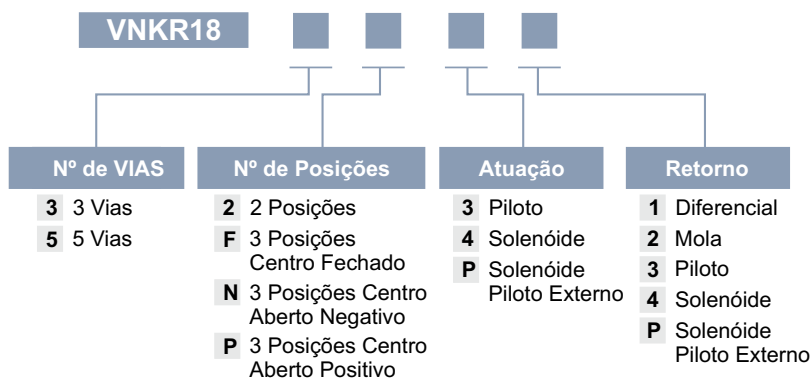 VNKR18
Nº de VIAS
3 3 Vias
5 5 Vias
Nº de Posições
2 2 Posições
F 3 Posições
Centro Fechado
N 3 Posições Centro
Aberto Negativo
P 3 Posições Centro
Aberto Positivo
Atuação
3 Piloto
4 Solenóide
P Solenóide
Piloto Externo
Retorno
1 Diferencial
2 Mola
3 Piloto
4 Solenóide
P Solenóide
Piloto Externo